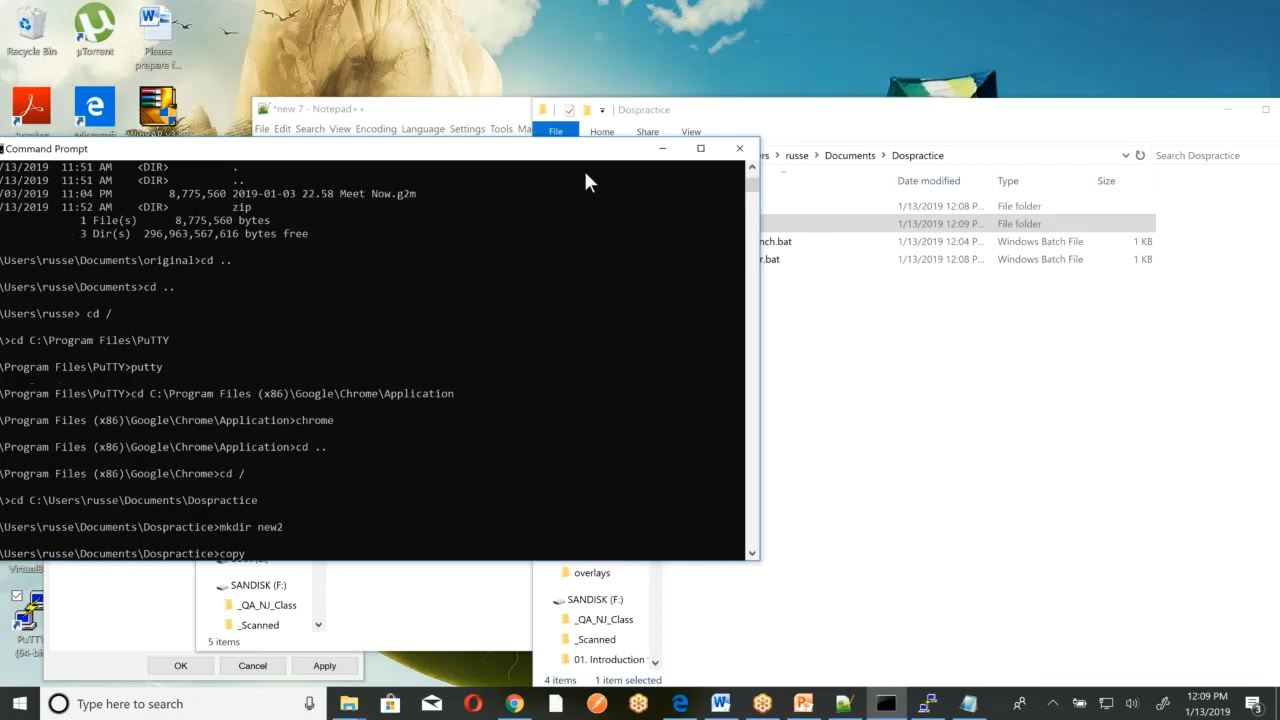 Recycle Bin
µTorrent
Please
prepare f...
*new 7 - Notepad++
File Edit Search View Encoding Language Settings Tools Ma
Dospractice
File
Home
Share
View
russe
Documents
Dospractice
Search Dospractice
Date modified
Type
Size
1/13/2019 12:08 P...
File folder
1/13/2019 12:09 P...
File folder
nch.bat
1/13/2019 12:04 P...
Windows Batch File
1 KB
r.bat
1/13/2019 12:08 P...
Windows Batch File
1 KB
Command Prompt
/13/2019 11:51 AM <DIR> .
/13/2019 11:51 AM <DIR> ..
/03/2019 11:04 PM 8,775,560 2019-01-03 22.58 Meet Now.g2m
/13/2019 11:52 AM <DIR> zip
1 File(s) 8,775,560 bytes
3 Dir(s) 296,963,567,616 bytes free
\Users\russe\Documents\original>cd ..
\Users\russe\Documents>cd ..
\Users\russe> cd /
\>cd C:\Program Files\PuTTY
\Program Files\PuTTY>putty
\Program Files\PuTTY>cd C:\Program Files (x86)\Google\Chrome\Application
\Program Files (x86)\Google\Chrome\Application>chrome
\Program Files (x86)\Google\Chrome\Application>cd ..
\Program Files (x86)\Google\Chrome>cd /
\>cd C:\Users\russe\Documents\Dospractice
\Users\russe\Documents\Dospractice>mkdir new2
\Users\russe\Documents\Dospractice>copy
SANDISK (F:)
_QA_NJ_Class
_Scanned
5 items
OK
Cancel
Apply
overlays
SANDISK (F:)
_QA_NJ_Class
_Scanned
01. Introduction
4 items
1 item selected
Type here to search
12:09 PM
1/13/2019
3